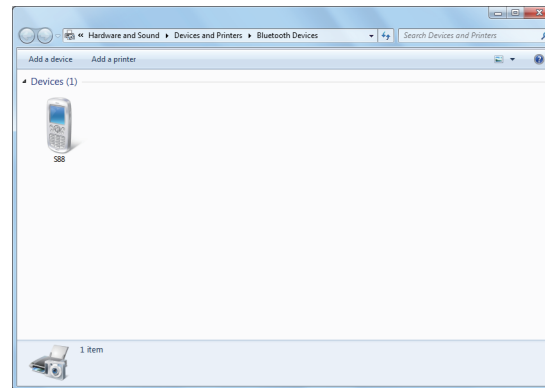 « Hardware and Sound ▸ Devices and Printers ▸ Bluetooth Devices
Search Devices and Printers
Add a device Add a printer
Devices (1)
S88
1 item